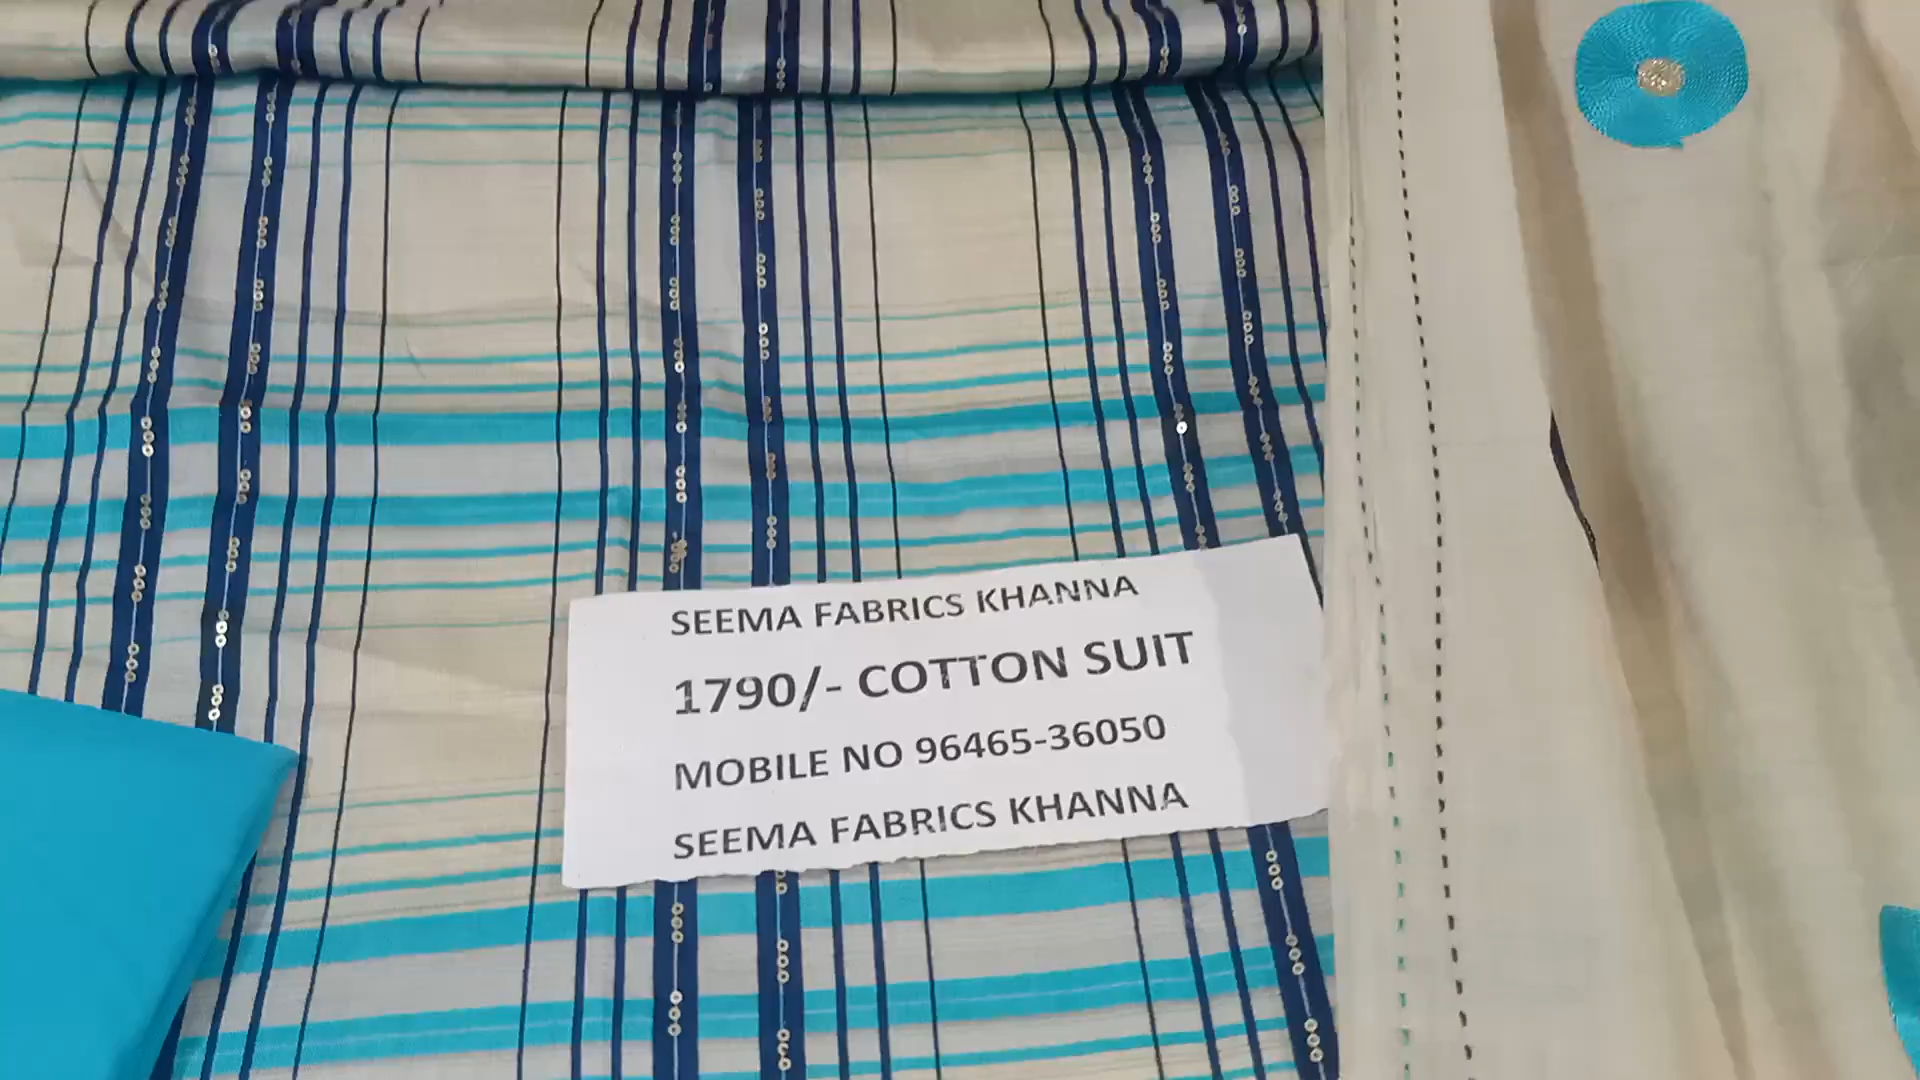 SEEMA FABRICS KHANNA
1790/- COTTON SUIT
MOBILE NO 96465-36050
SEEMA FABRICS KHANNA